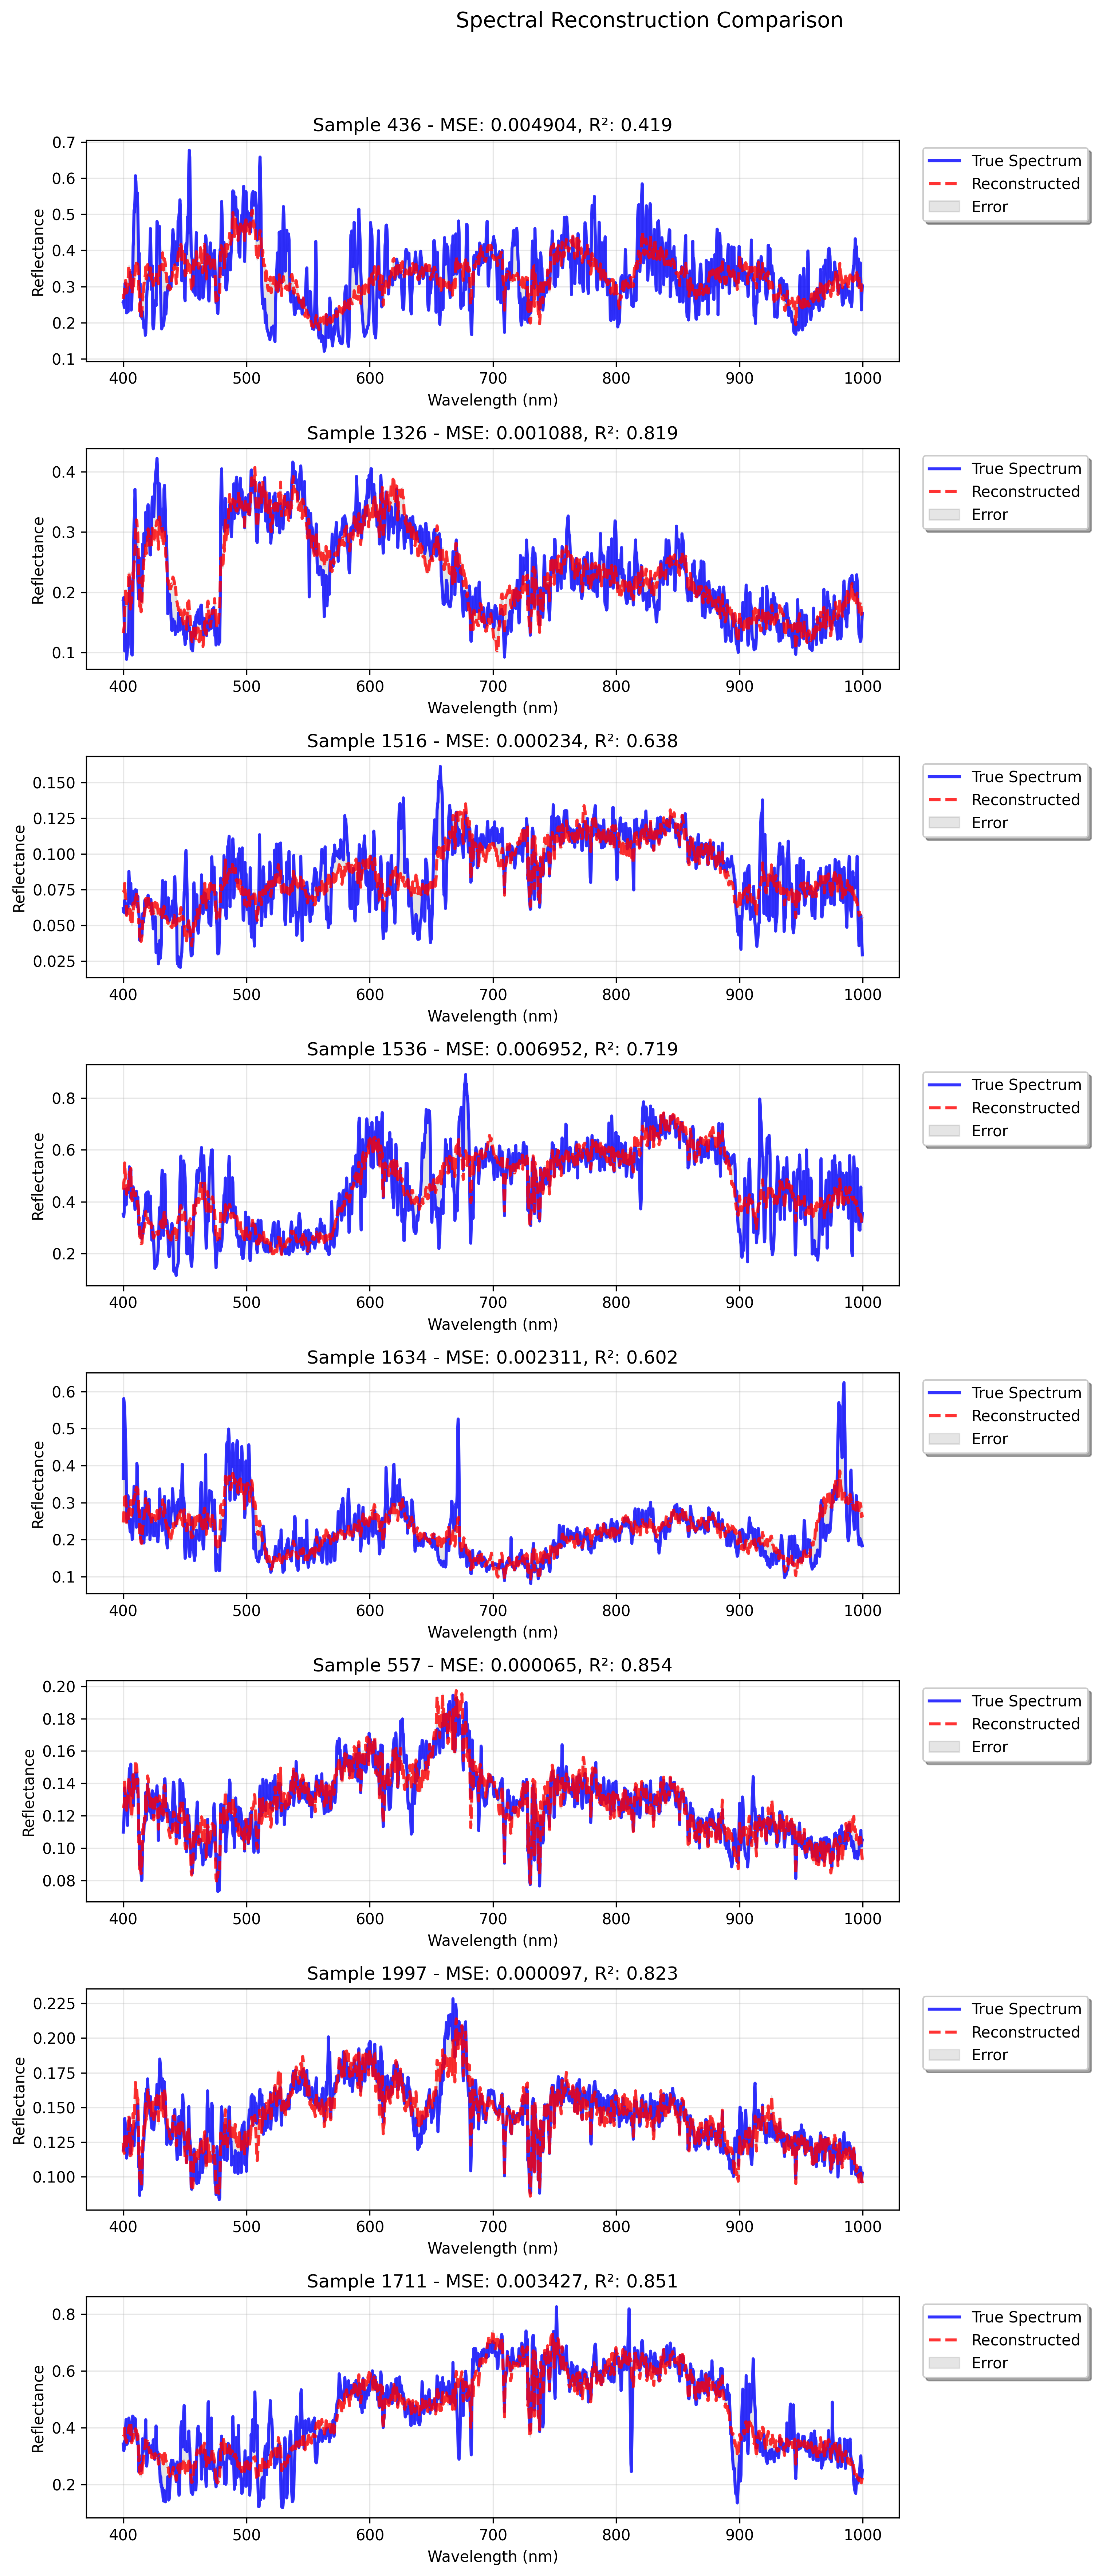 Spectral Reconstruction Comparison
Sample 436 - MSE: 0.004904, R²: 0.419
0.7
0.6
0.5
0.4
0.3
0.2
0.1
Reflectance
400 500 600 700 800 900 1000
Wavelength (nm)
True Spectrum
Reconstructed
Error
Sample 1326 - MSE: 0.001088, R²: 0.819
0.4
0.3
0.2
0.1
Reflectance
400 500 600 700 800 900 1000
Wavelength (nm)
True Spectrum
Reconstructed
Error
Sample 1516 - MSE: 0.000234, R²: 0.638
0.150
0.125
0.100
0.075
0.050
0.025
Reflectance
400 500 600 700 800 900 1000
Wavelength (nm)
True Spectrum
Reconstructed
Error
Sample 1536 - MSE: 0.006952, R²: 0.719
0.8
0.6
0.4
0.2
Reflectance
400 500 600 700 800 900 1000
Wavelength (nm)
True Spectrum
Reconstructed
Error
Sample 1634 - MSE: 0.002311, R²: 0.602
0.6
0.5
0.4
0.3
0.2
0.1
Reflectance
400 500 600 700 800 900 1000
Wavelength (nm)
True Spectrum
Reconstructed
Error
Sample 557 - MSE: 0.000065, R²: 0.854
0.20
0.18
0.16
0.14
0.12
0.10
0.08
Reflectance
400 500 600 700 800 900 1000
Wavelength (nm)
True Spectrum
Reconstructed
Error
Sample 1997 - MSE: 0.000097, R²: 0.823
0.225
0.200
0.175
0.150
0.125
0.100
Reflectance
400 500 600 700 800 900 1000
Wavelength (nm)
True Spectrum
Reconstructed
Error
Sample 1711 - MSE: 0.003427, R²: 0.851
0.8
0.6
0.4
0.2
Reflectance
400 500 600 700 800 900 1000
Wavelength (nm)
True Spectrum
Reconstructed
Error